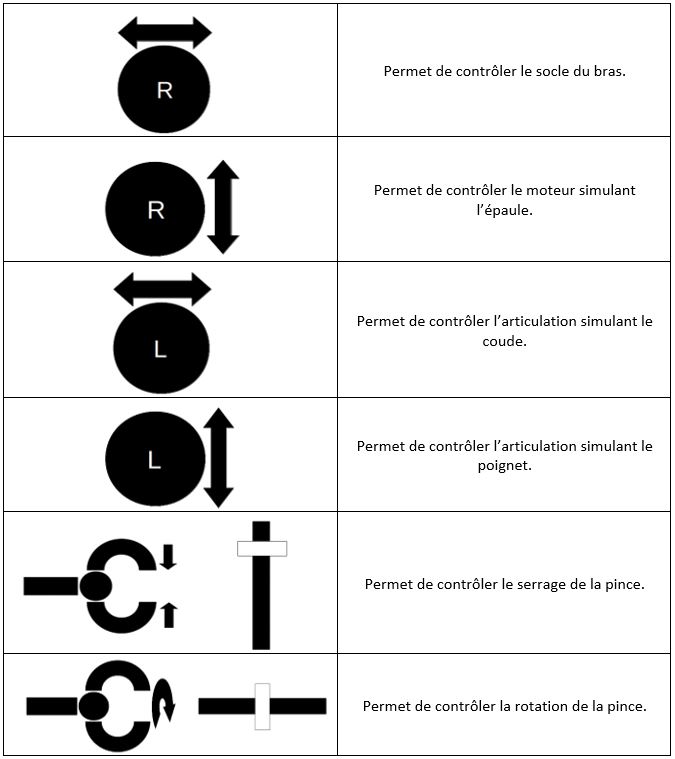 R
Permet de contrôler le socle du bras.
R
Permet de contrôler le moteur simulant
l’épaule.
L
Permet de contrôler l’articulation simulant le
coude.
L
Permet de contrôler l’articulation simulant le
poignet.
Permet de contrôler le serrage de la pince.
Permet de contrôler la rotation de la pince.